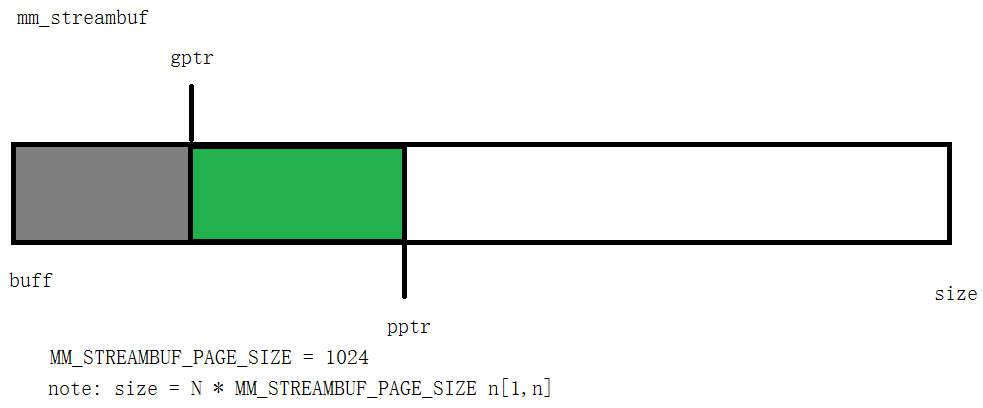 mm_streambuf
gptr
buff
size
pptr
MM_STREAMBUF_PAGE_SIZE = 1024
note: size = N * MM_STREAMBUF_PAGE_SIZE n[1,n]